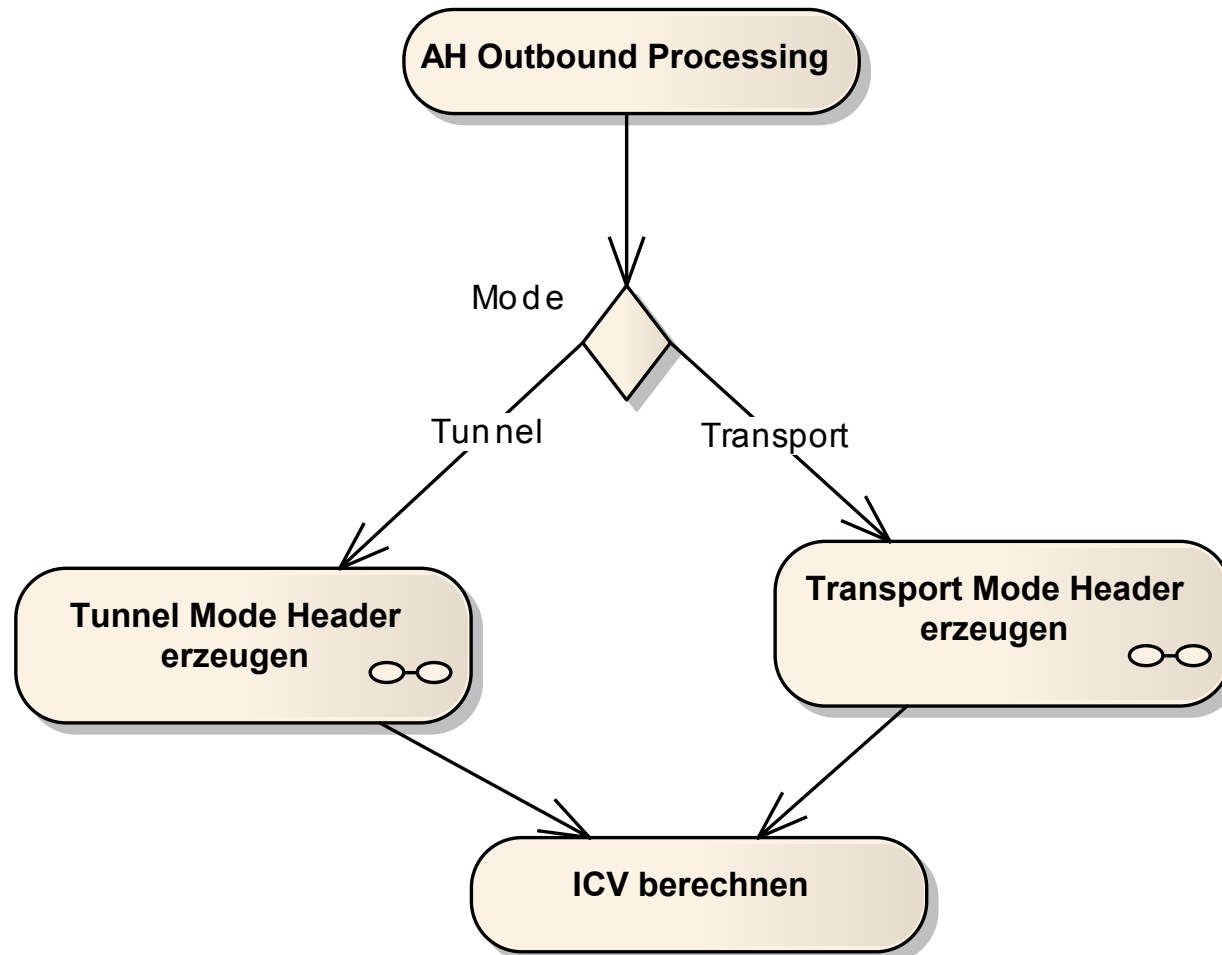 AH Outbound Processing
Mode
Tunnel
Transport
Tunnel Mode Header
erzeugen
Transport Mode Header
erzeugen
ICV berechnen